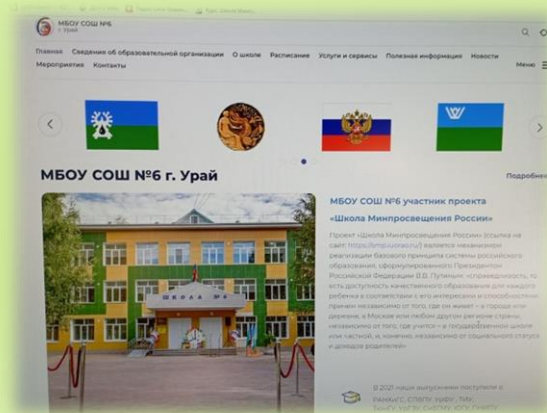 МБОУ СОШ №6
г. Урай
Главная Сведение об образовательной организации О школе Расписание Услуги и сервисы Полезная информация Новости
Мероприятия Контакты Меню
МБОУ СОШ №6 г. Урай
Подробнее
ШКОЛА №6
МБОУ СОШ №6 участник проекта
«Школа Минпросвещения России»
Проект «Школа Минпросвещения России» (ссылка на
сайт: является механизмом
реализации базового принципа системы российского
образования, сформулированного Президентом
Российской Федерации В.В. Путиным: «справедливость, то
есть доступность качественного образования для каждого
ребенка в соответствии с его интересами и способностями
причем независимо от того, где он живет – в городе или
деревне, в Москве или любом другом регионе страны,
независимо от того, где учится – в государственной школе
или частной, и, конечно, независимо от социального статуса
и дохода родителей»
В 2021 наши выпускники поступили в